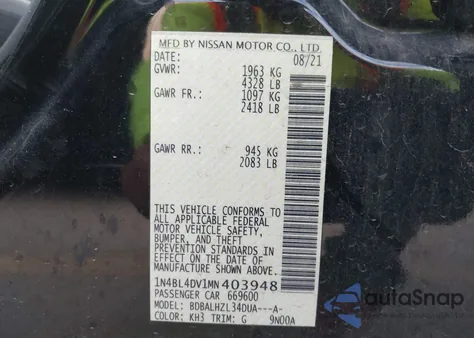 MFD BY NISSAN MOTOR CO., LTD
DATE: 08/21
GVWR: 1963 KG
4328 LB
GAWR FR.: 1097 KG
2418 LB
GAWR RR.: 945 KG
2083 LB
THIS VEHICLE CONFORMS TO
ALL APPLICABLE FEDERAL
MOTOR VEHICLE SAFETY,
BUMPER, AND THEFT
PREVENTION STANDARDS IN
EFFECT ON THE DATE OF
MANUFACTURE SHOWN ABOVE.
1N4BL4DV1MN403948
PASSENGER CAR 669600
MODEL: BDBALHZL34DUA---A-
COLOR: KH3 TRIM: G 9N00A
autoSnap